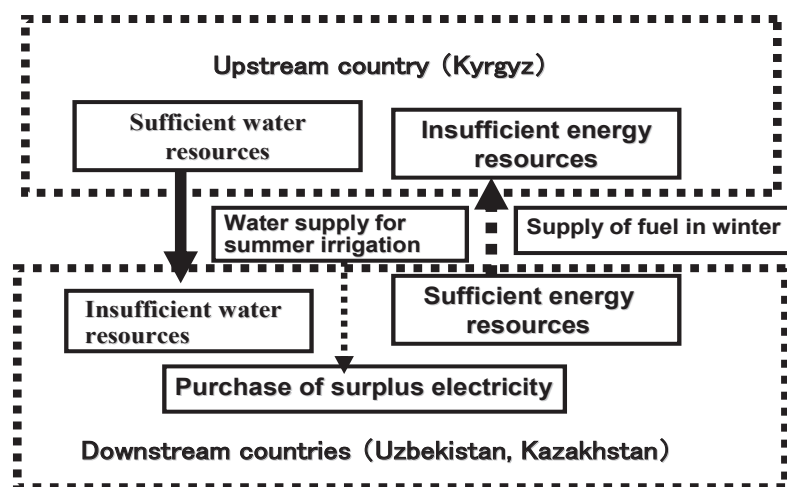 Upstream country（Kyrgyz）
Sufficient water
resources
Insufficient energy
resources
Water supply for
summer irrigation
Supply of fuel in winter
Insufficient water
resources
Sufficient energy
resources
Purchase of surplus electricity
Downstream countries（Uzbekistan, Kazakhstan）